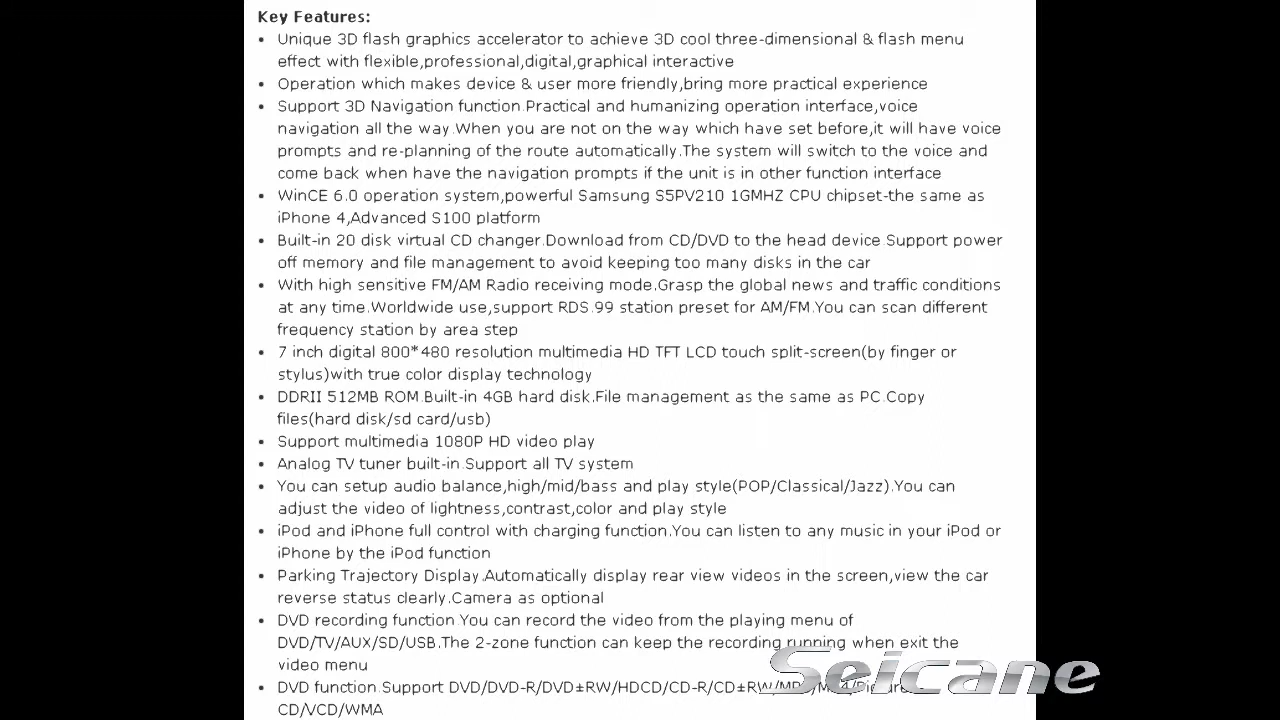 Key Features:
• Unique 3D flash graphics accelerator to achieve 3D cool three-dimensional & flash menu
effect with flexible,professional,digital,graphical interactive
• Operation which makes device & user more friendly,bring more practical experience
• Support 3D Navigation function.Practical and humanizing operation interface,voice
navigation all the way.When you are not on the way which have set before,it will have voice
prompts and re-planning of the route automatically.The system will switch to the voice and
come back when have the navigation prompts if the unit is in other function interface
• WinCE 6.0 operation system,powerful Samsung S5PV210 1GMHZ CPU chipset-the same as
iPhone 4,Advanced S100 platform
• Built-in 20 disk virtual CD changer.Download from CD/DVD to the head device.Support power
off memory and file management to avoid keeping too many disks in the car
• With high sensitive FM/AM Radio receiving mode.Grasp the global news and traffic conditions
at any time.Worldwide use,support RDS.99 station preset for AM/FM.You can scan different
frequency station by area step
• 7 inch digital 800*480 resolution multimedia HD TFT LCD touch split-screen(by finger or
stylus)with true color display technology
• DDRII 512MB ROM.Built-in 4GB hard disk.File management as the same as PC.Copy
files(hard disk/sd card/usb)
• Support multimedia 1080P HD video play
• Analog TV tuner built-in.Support all TV system
• You can setup audio balance,high/mid/bass and play style(POP/Classical/Jazz).You can
adjust the video of lightness,contrast,color and play style
• iPod and iPhone full control with charging function.You can listen to any music in your iPod or
iPhone by the iPod function
• Parking Trajectory Display.Automatically display rear view videos in the screen,view the car
reverse status clearly.Camera as optional
• DVD recording function.You can record the video from the playing menu of
DVD/TV/AUX/SD/USB.The 2-zone function can keep the recording running when exit the
video menu
• DVD function.Support DVD/DVD-R/DVD±RW/HDCD/CD-R/CD±RW/
CD/VCD/WMA
Seicane